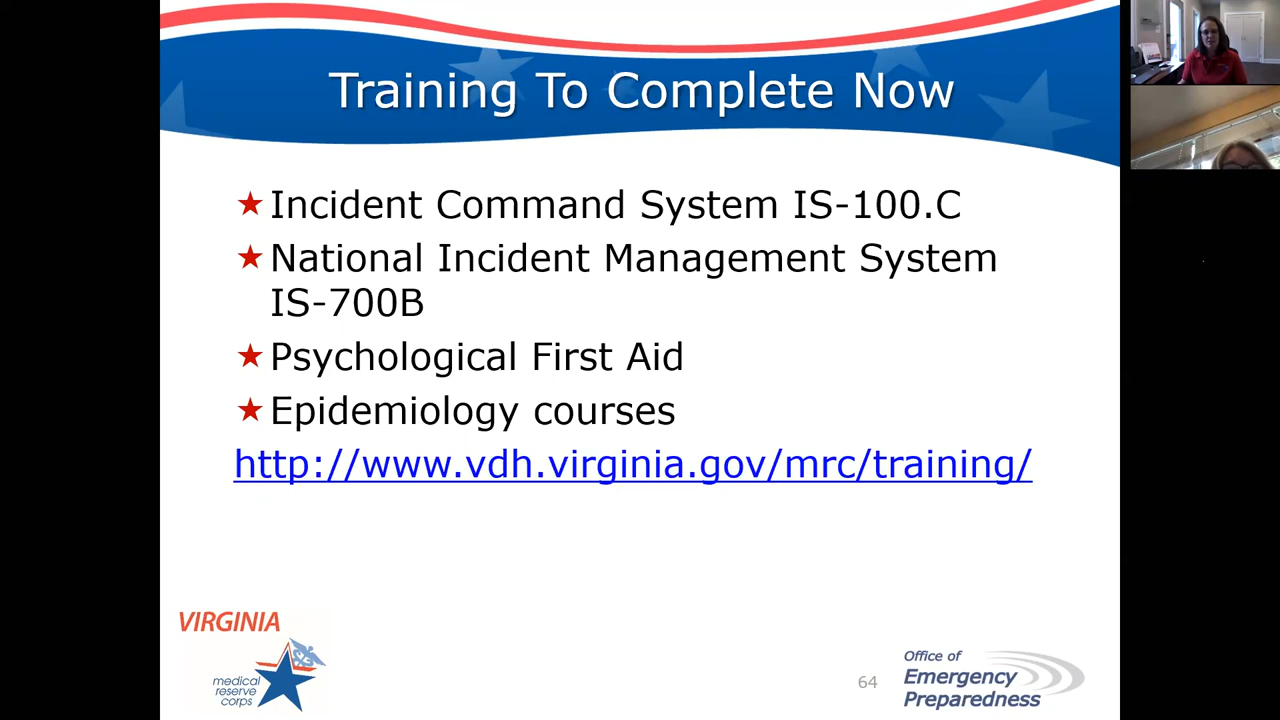 Training To Complete Now
Incident Command System IS-100.C
National Incident Management System
IS-700B
Psychological First Aid
Epidemiology courses
http://www.vdh.virginia.gov/mrc/training/
VIRGINIA
medical
reserve
corps
64
Office of
Emergency
Preparedness